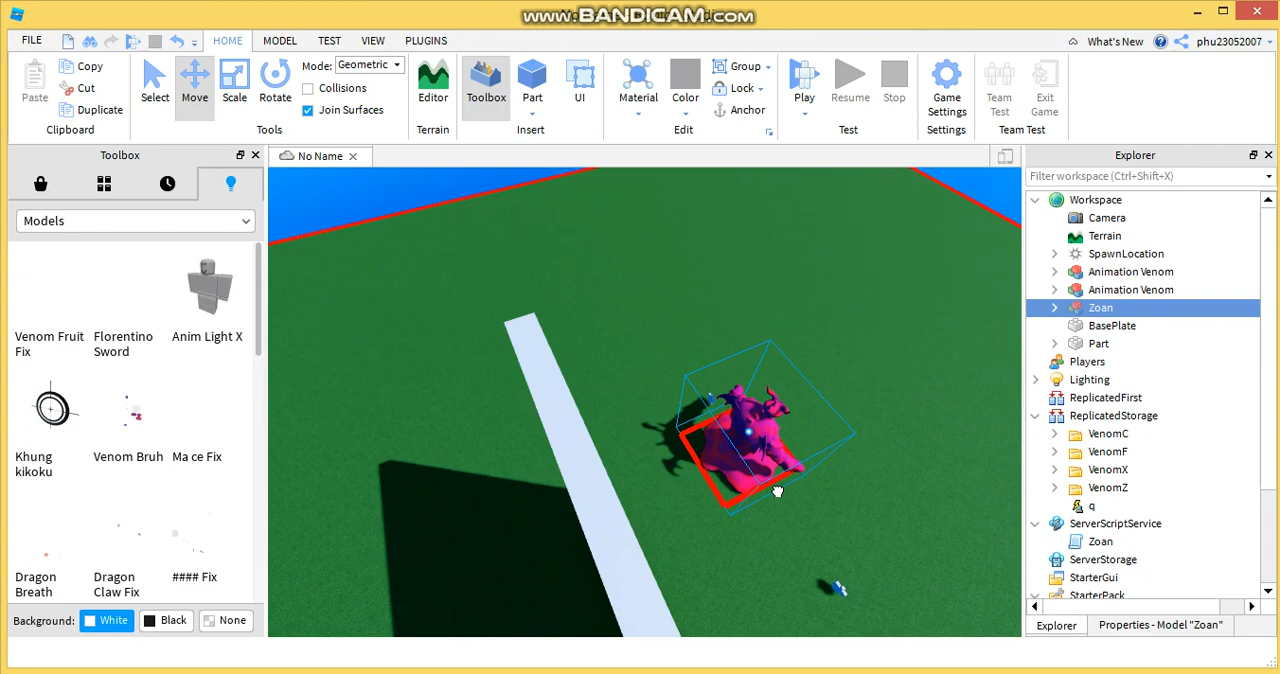 www.BANDICAM.com
FILE HOME MODEL TEST VIEW PLUGINS What's New phu23052007
Paste Copy Cut Duplicate Select Move Scale Rotate Mode: Geometric Collisions Join Surfaces Editor Toolbox Part UI Material Color Group Lock Anchor Play Resume Stop Game Settings Team Test Exit Game
Clipboard Tools Terrain Insert Edit Test Settings Team Test
Toolbox
No Name
Explorer
Models
Filter workspace (Ctrl+Shift+X)
Workspace
Camera
Terrain
SpawnLocation
Animation Venom
Animation Venom
Zoan
BasePlate
Part
Players
Lighting
ReplicatedFirst
ReplicatedStorage
VenomC
VenomF
VenomX
VenomZ
q
ServerScriptService
Zoan
ServerStorage
StarterGui
StarterPack
Venom Fruit Fix
Florentino Sword
Anim Light X
Khung kikoku
Venom Bruh
Ma ce Fix
Dragon Breath
Dragon Claw Fix
#### Fix
Background: White Black None
Explorer Properties - Model "Zoan"